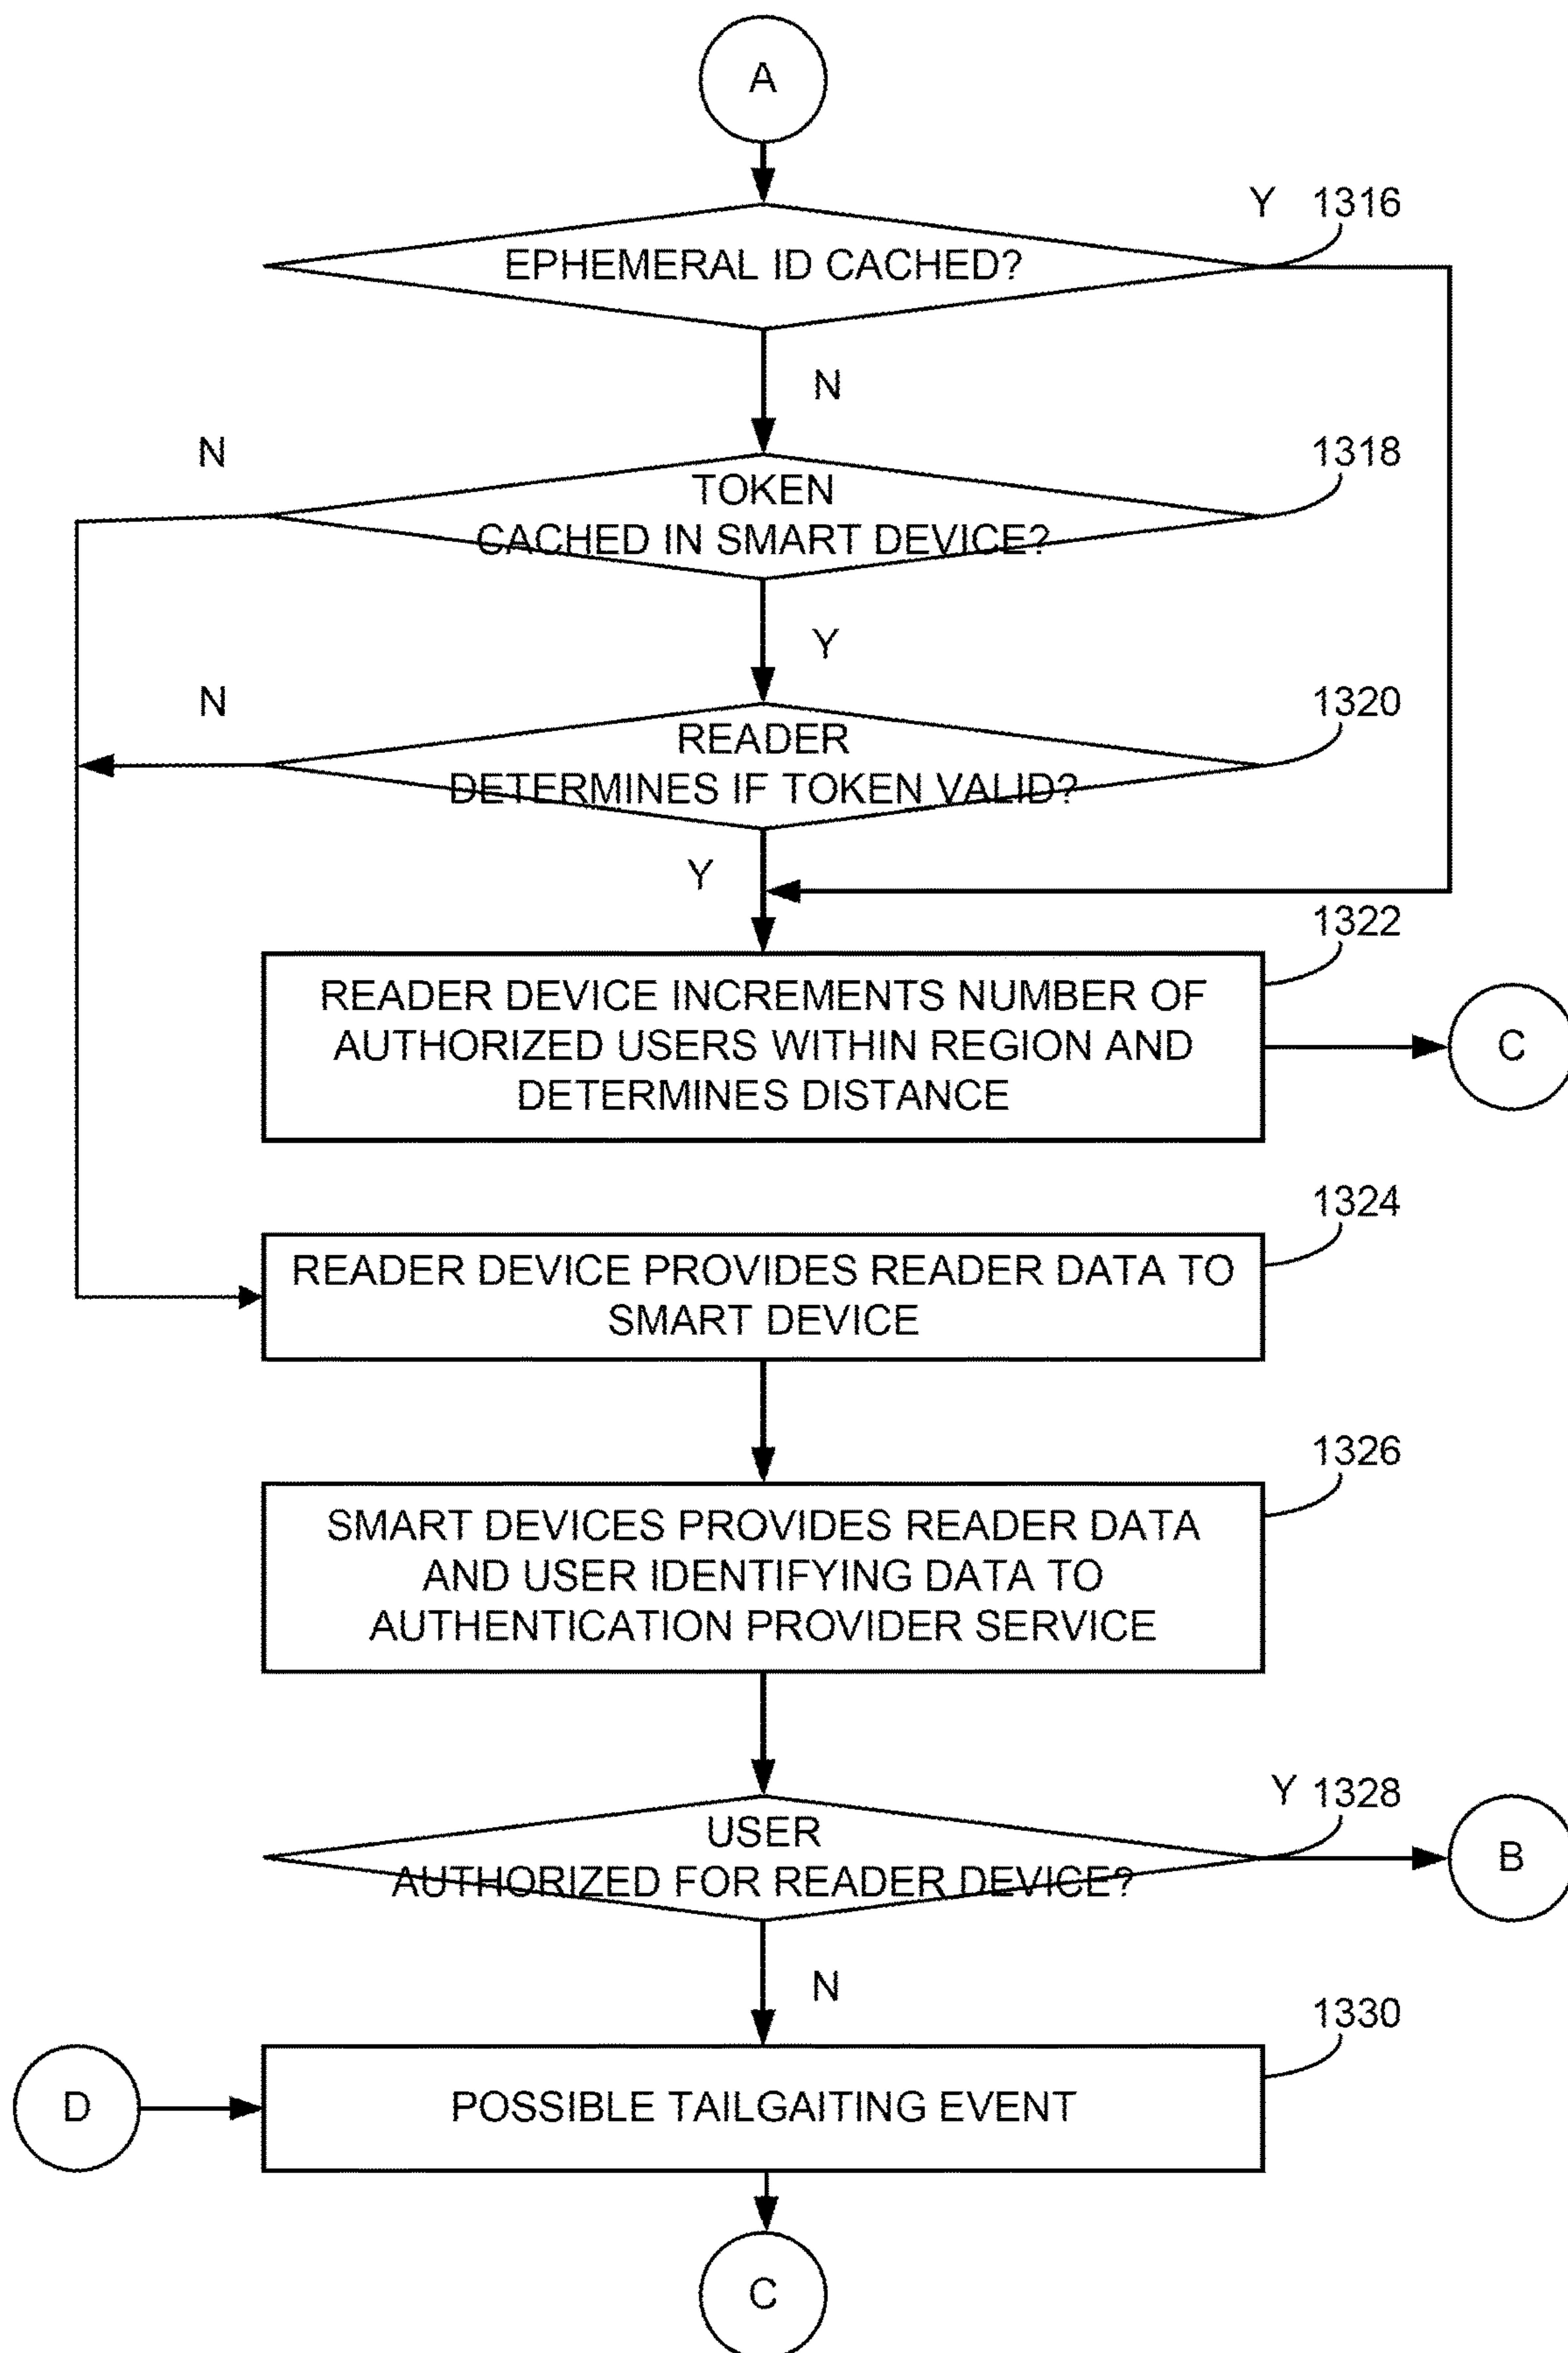 A
Y 1316
EPHEMERAL ID CACHED?
N
N
1318
TOKEN
CACHED IN SMART DEVICE?
Y
N
1320
READER
DETERMINES IF TOKEN VALID?
Y
1322
READER DEVICE INCREMENTS NUMBER OF
AUTHORIZED USERS WITHIN REGION AND
DETERMINES DISTANCE
C
1324
READER DEVICE PROVIDES READER DATA TO
SMART DEVICE
1326
SMART DEVICES PROVIDES READER DATA
AND USER IDENTIFYING DATA TO
AUTHENTICATION PROVIDER SERVICE
Y 1328
USER
AUTHORIZED FOR READER DEVICE?
B
N
1330
D
POSSIBLE TAILGAITING EVENT
C